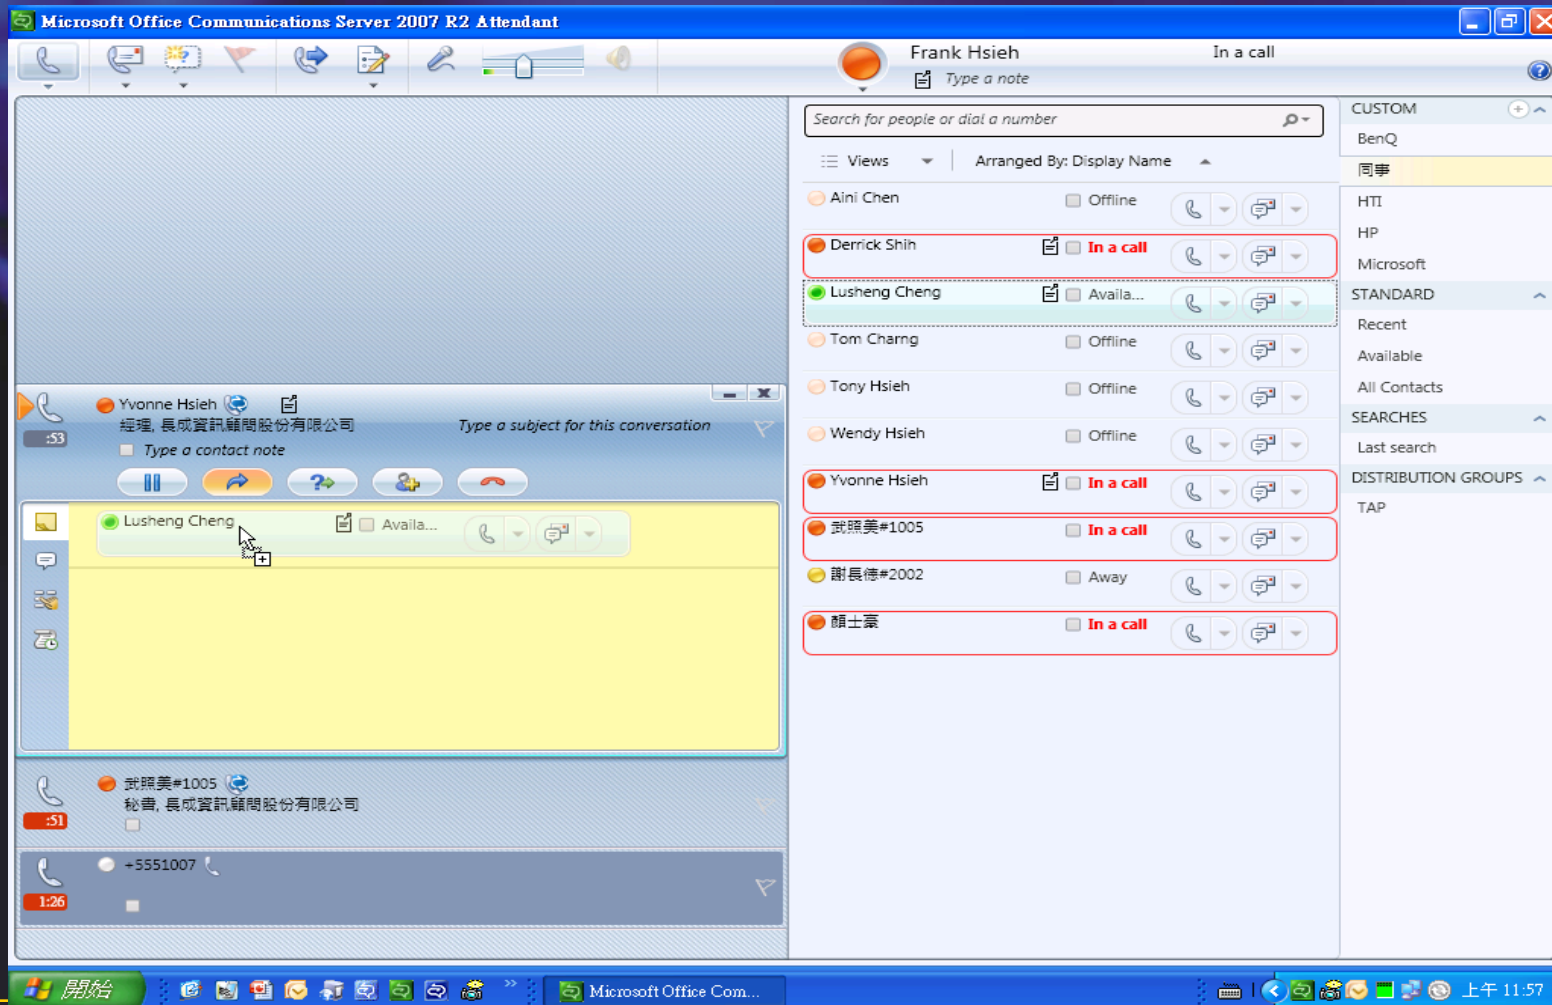 Microsoft Office Communications Server 2007 R2 Attendant
Frank Hsieh
In a call
Type a note
Search for people or dial a number
Views
Arranged By: Display Name
Aini Chen
Offline
Derrick Shih
In a call
Lusheng Cheng
Availa...
Tom Charng
Offline
Tony Hsieh
Offline
Wendy Hsieh
Offline
Yvonne Hsieh
In a call
武照美#1005
In a call
謝長德#2002
Away
顏士豪
In a call
CUSTOM
BenQ
同事
HTI
HP
Microsoft
STANDARD
Recent
Available
All Contacts
SEARCHES
Last search
DISTRIBUTION GROUPS
TAP
Yvonne Hsieh
經理, 長成資訊顧問股份有限公司
Type a subject for this conversation
:53
Type a contact note
Lusheng Cheng
Availa...
武照美#1005
秘書, 長成資訊顧問股份有限公司
:51
+5551007
1:26
開始
Microsoft Office Com...
上午 11:57